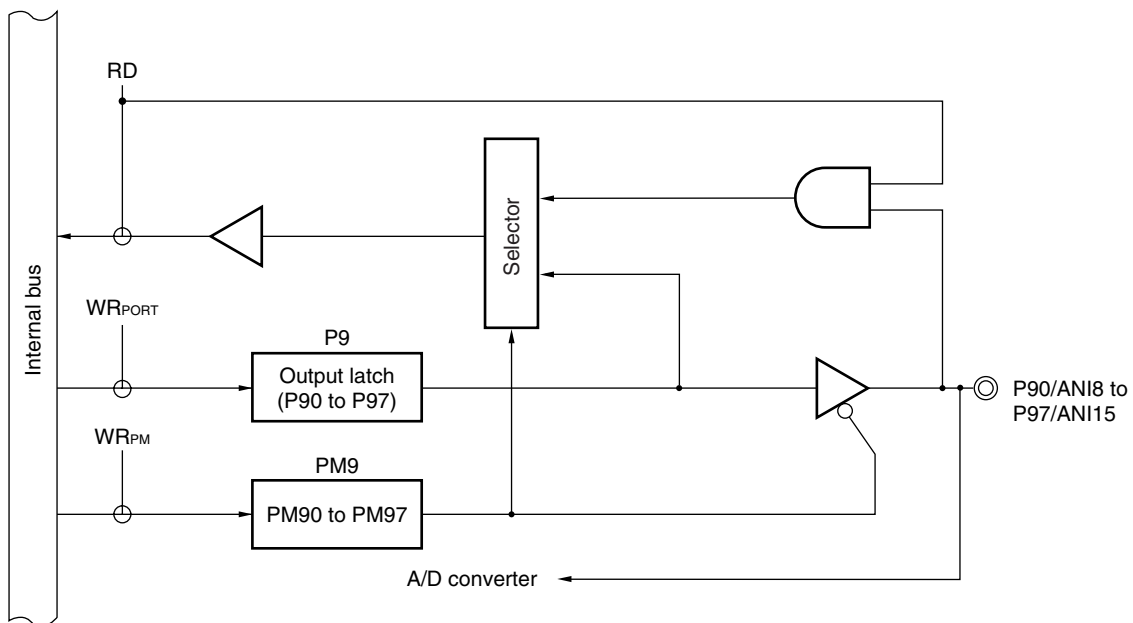 RD
Selector
Internal bus
WRPORT
P9
Output latch
(P90 to P97)
P90/ANI8 to
P97/ANI15
WRPM
PM9
PM90 to PM97
A/D converter